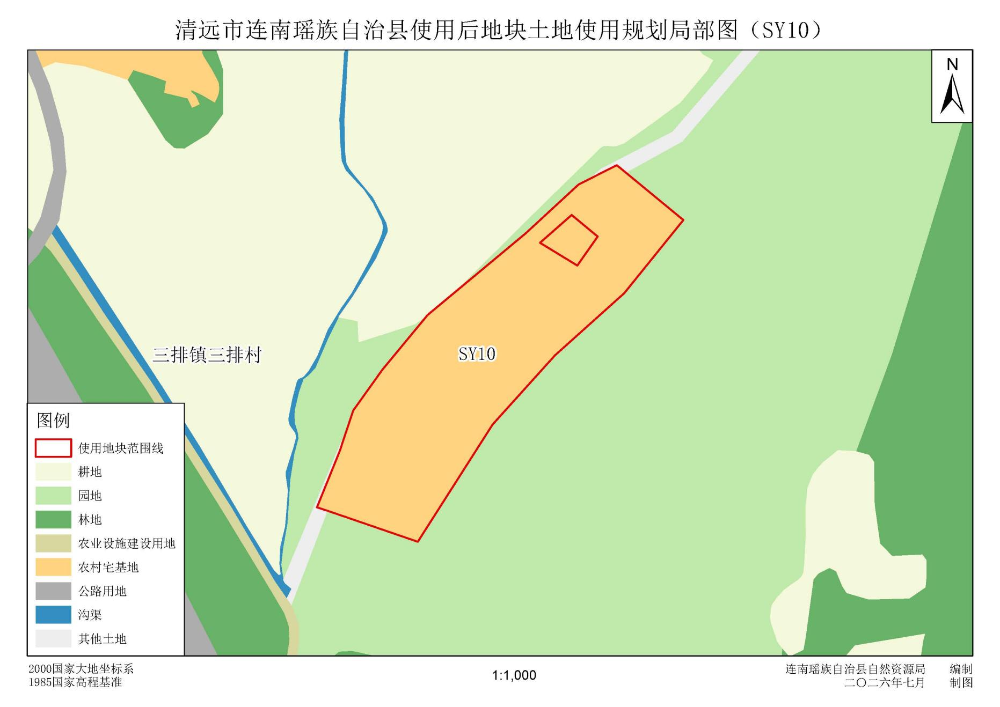 清远市连南瑶族自治县使用后地块土地使用规划局部图（SY10）
N
三排镇三排村
SY10
图例
使用地块范围线
耕地
园地
林地
农业设施建设用地
农村宅基地
公路用地
沟渠
其他土地
2000国家大地坐标系
1985国家高程基准
1:1,000
连南瑶族自治县自然资源局 编制
二〇二六年七月 制图